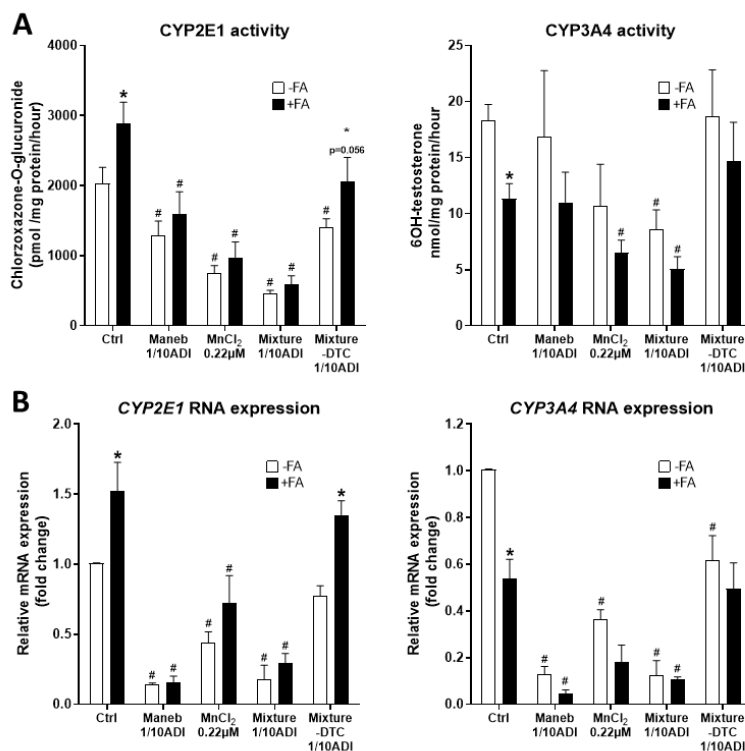 A
CYP2E1 activity
Chlorzoxazone-O-glucuronide
(pmol /mg protein/hour)
4000
3000
2000
1000
0
-FA
+FA
*
#
#
#
#
#
#
#
*
p=0.056
Ctrl
Maneb
1/10ADI
MnCl2
0.22µM
Mixture
1/10ADI
Mixture
-DTC
1/10ADI
CYP3A4 activity
6OH-testosterone
nmol/mg protein/hour
25
20
15
10
5
0
-FA
+FA
*
#
#
#
Ctrl
Maneb
1/10ADI
MnCl2
0.22µM
Mixture
1/10ADI
Mixture
-DTC
1/10ADI
B
CYP2E1 RNA expression
Relative mRNA expression
(fold change)
2.0
1.5
1.0
0.5
0.0
-FA
+FA
*
#
#
#
#
#
#
*
Ctrl
Maneb
1/10ADI
MnCl2
0.22µM
Mixture
1/10ADI
Mixture
-DTC
1/10ADI
CYP3A4 RNA expression
Relative mRNA expression
(fold change)
1.2
1.0
0.8
0.6
0.4
0.2
0.0
-FA
+FA
*
#
#
#
#
#
#
Ctrl
Maneb
1/10ADI
MnCl2
0.22µM
Mixture
1/10ADI
Mixture
-DTC
1/10ADI